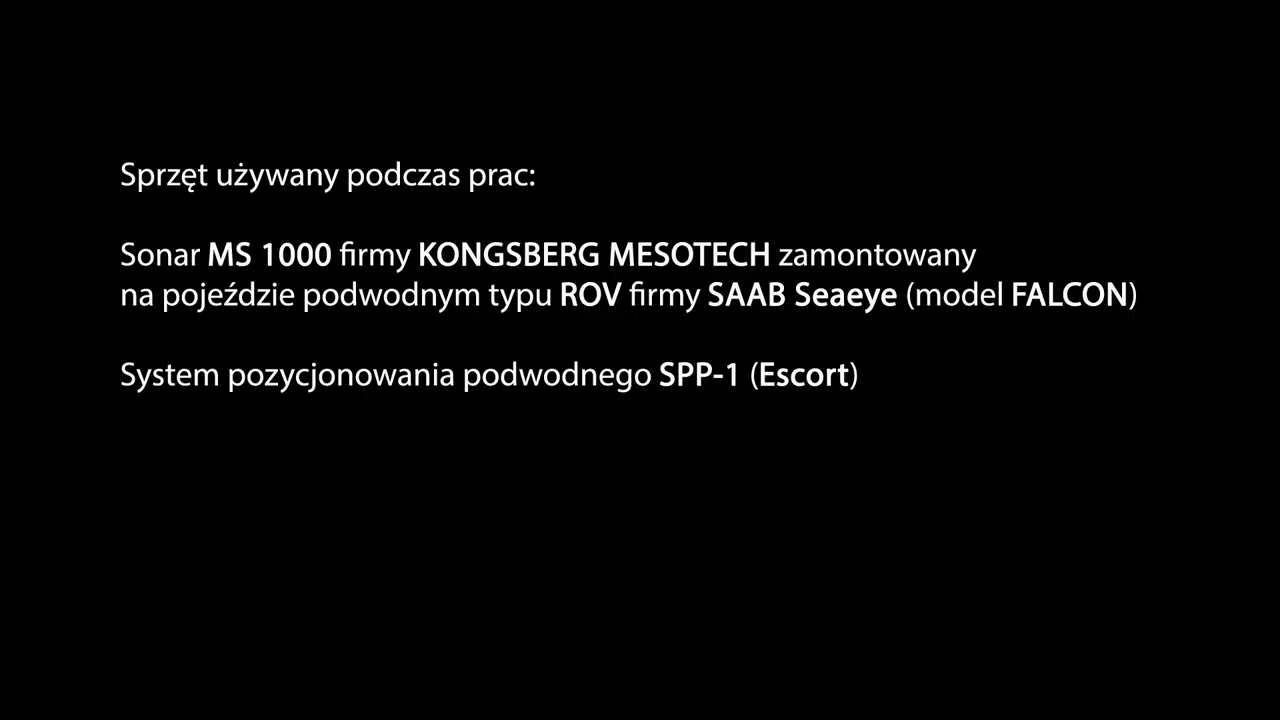 Sprzęt używany podczas prac:
Sonar MS 1000 firmy KONGSBERG MESOTECH zamontowany
na pojeździe podwodnym typu ROV firmy SAAB Seaeye (model FALCON)
System pozycjonowania podwodnego SPP-1 (Escort)